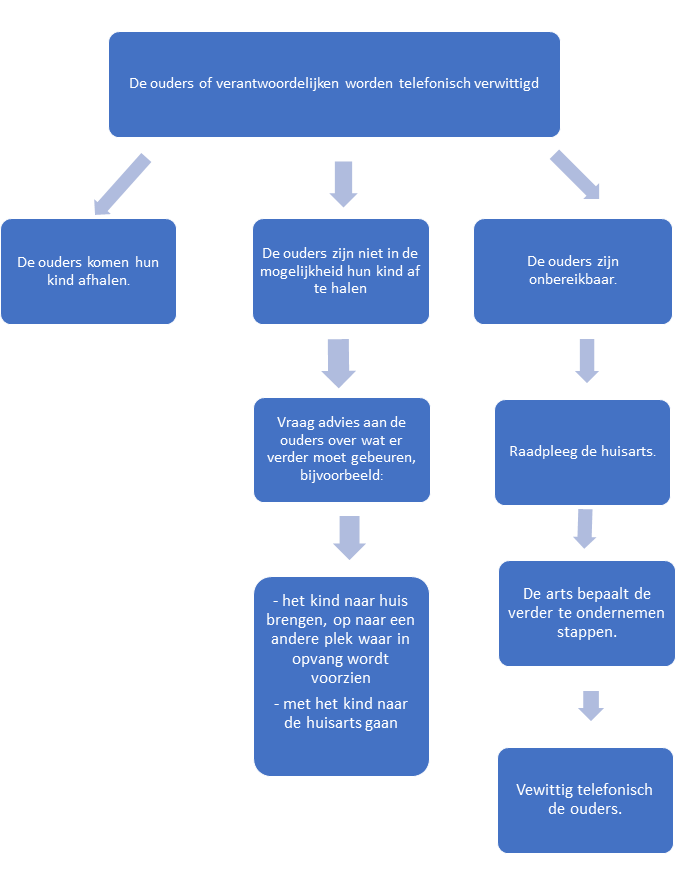 De ouders of verantwoordelijken worden telefonisch verwittigd
De ouders komen hun
kind afhalen.
De ouders zijn niet in de
mogelijkheid hun kind af
te halen
De ouders zijn
onbereikbaar.
Vraag advies aan de
ouders over wat er
verder moet gebeuren,
bijvoorbeeld:
Raadpleeg de huisarts.
- het kind naar huis
brengen, op naar een
andere plek waar in
opvang wordt
voorzien
- met het kind naar
de huisarts gaan
De arts bepaalt de
verder te ondernemen
stappen.
Vewittig telefonisch
de ouders.